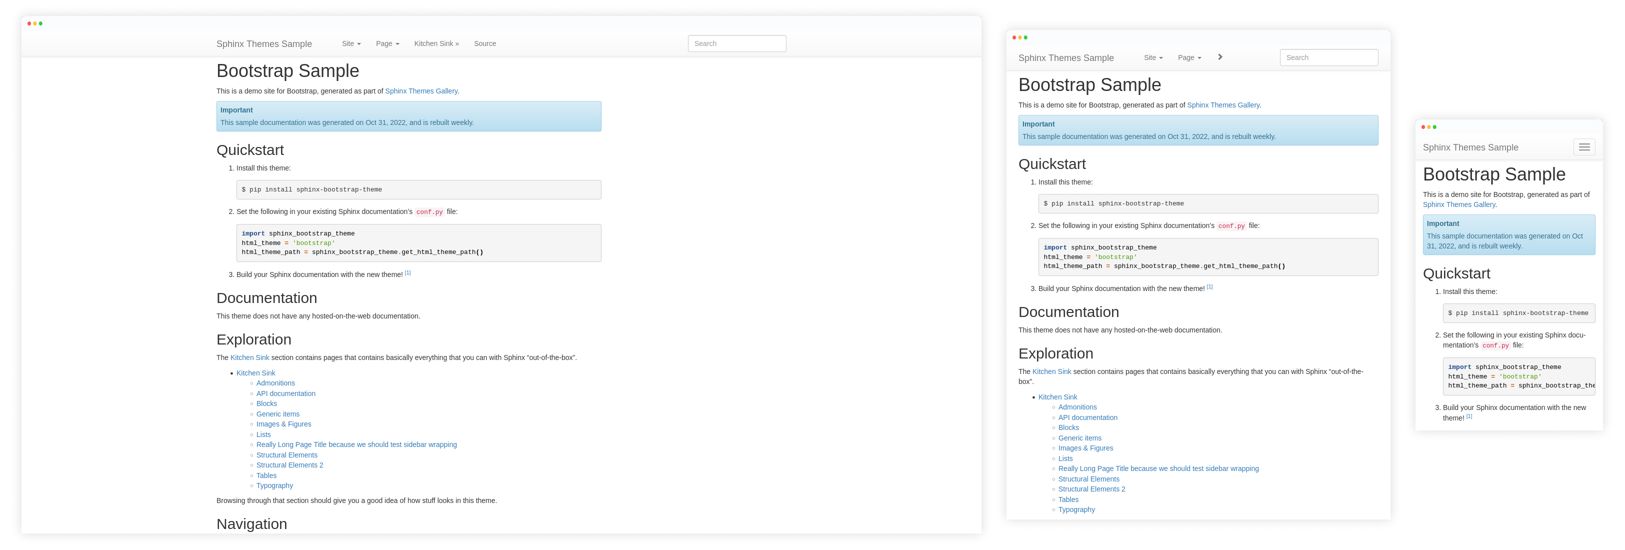 Sphinx Themes Sample Site Page Kitchen Sink » Source Search
Bootstrap Sample
This is a demo site for Bootstrap, generated as part of Sphinx Themes Gallery.
Important
This sample documentation was generated on Oct 31, 2022, and is rebuilt weekly.
Quickstart
1. Install this theme:
$ pip install sphinx-bootstrap-theme
2. Set the following in your existing Sphinx documentation’s conf.py file:
import sphinx_bootstrap_theme
html_theme = 'bootstrap'
html_theme_path = sphinx_bootstrap_theme.get_html_theme_path()
3. Build your Sphinx documentation with the new theme! [1]
Documentation
This theme does not have any hosted-on-the-web documentation.
Exploration
The Kitchen Sink section contains pages that contains basically everything that you can with Sphinx “out-of-the-box”.
Kitchen Sink
Admonitions
API documentation
Blocks
Generic items
Images & Figures
Lists
Really Long Page Title because we should test sidebar wrapping
Structural Elements
Structural Elements 2
Tables
Typography
Browsing through that section should give you a good idea of how stuff looks in this theme.
Navigation
Sphinx Themes Sample Site Page Search
Bootstrap Sample
This is a demo site for Bootstrap, generated as part of Sphinx Themes Gallery.
Important
This sample documentation was generated on Oct 31, 2022, and is rebuilt weekly.
Quickstart
1. Install this theme:
$ pip install sphinx-bootstrap-theme
2. Set the following in your existing Sphinx documentation’s conf.py file:
import sphinx_bootstrap_theme
html_theme = 'bootstrap'
html_theme_path = sphinx_bootstrap_theme.get_html_theme_path()
3. Build your Sphinx documentation with the new theme! [1]
Documentation
This theme does not have any hosted-on-the-web documentation.
Exploration
The Kitchen Sink section contains pages that contains basically everything that you can with Sphinx “out-of-the-
box”.
Kitchen Sink
Admonitions
API documentation
Blocks
Generic items
Images & Figures
Lists
Really Long Page Title because we should test sidebar wrapping
Structural Elements
Structural Elements 2
Tables
Typography
Sphinx Themes Sample
Bootstrap Sample
This is a demo site for Bootstrap, generated as part of
Sphinx Themes Gallery.
Important
This sample documentation was generated on Oct
31, 2022, and is rebuilt weekly.
Quickstart
1. Install this theme:
$ pip install sphinx-bootstrap-theme
2. Set the following in your existing Sphinx docu-
mentation’s conf.py file:
import sphinx_bootstrap_theme
html_theme = 'bootstrap'
html_theme_path = sphinx_bootstrap_the
3. Build your Sphinx documentation with the new
theme! [1]